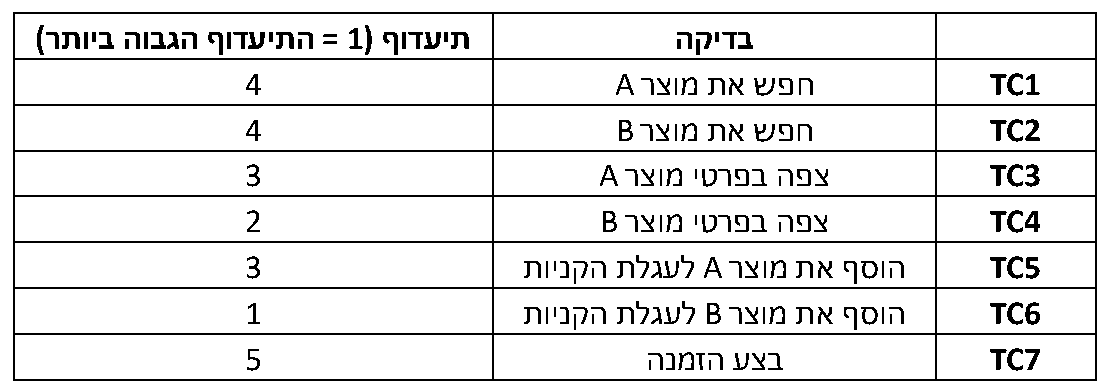 בדיקה תיעדוף (1 = התיעדוף הגבוה ביותר)
TC1 חפש את מוצר A 4
TC2 חפש את מוצר B 4
TC3 צפה בפרטי מוצר A 3
TC4 צפה בפרטי מוצר B 2
TC5 הוסף את מוצר A לעגלת הקניות 3
TC6 הוסף את מוצר B לעגלת הקניות 1
TC7 בצע הזמנה 5